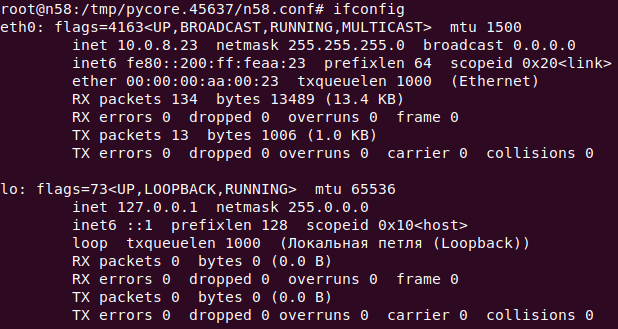 root@n58:/tmp/pycore.45637/n58.conf# ifconfig
eth0: flags=4163<UP,BROADCAST,RUNNING,MULTICAST>  mtu 1500
        inet 10.0.8.23  netmask 255.255.255.0  broadcast 0.0.0.0
        inet6 fe80::200:ff:feaa:23  prefixlen 64  scopeid 0x20<link>
        ether 00:00:00:aa:00:23  txqueuelen 1000  (Ethernet)
        RX packets 134  bytes 13489 (13.4 KB)
        RX errors 0  dropped 0  overruns 0  frame 0
        TX packets 13  bytes 1006 (1.0 KB)
        TX errors 0  dropped 0 overruns 0  carrier 0  collisions 0

lo: flags=73<UP,LOOPBACK,RUNNING>  mtu 65536
        inet 127.0.0.1  netmask 255.0.0.0
        inet6 ::1  prefixlen 128  scopeid 0x10<host>
        loop  txqueuelen 1000  (Локальная петля (Loopback))
        RX packets 0  bytes 0 (0.0 B)
        RX errors 0  dropped 0  overruns 0  frame 0
        TX packets 0  bytes 0 (0.0 B)
        TX errors 0  dropped 0 overruns 0  carrier 0  collisions 0